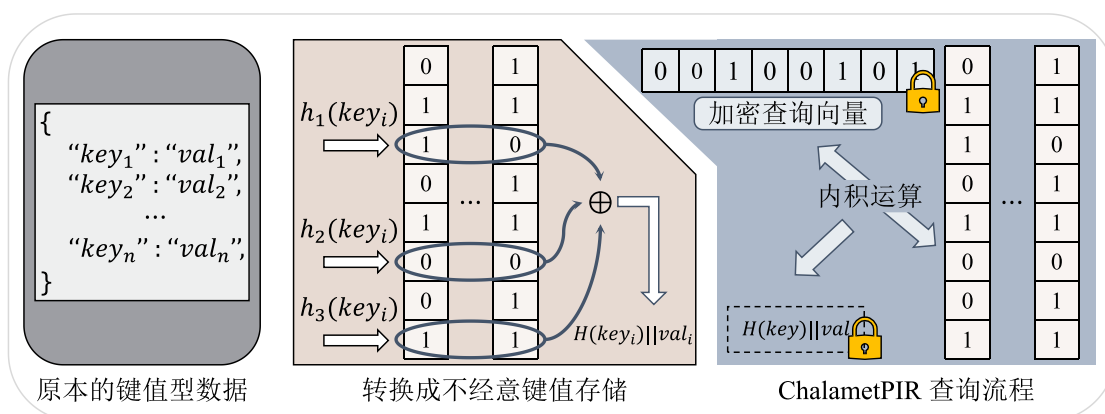 {
“key₁” : “val₁”,
“key₂” : “val₂”,
...
“keyₙ” : “valₙ”,
}
原本的键值型数据
h₁(keyᵢ)
h₂(keyᵢ)
h₃(keyᵢ)
0 1
1 1
1 0
0 1
1 ... 1
0 0
0 1
1 1
⊕
H(keyᵢ)||valᵢ
转换成不经意键值存储
0 0 1 0 0 1 0 1
加密查询向量
内积运算
H(key)||val
0 1
1 1
1 0
0 1
1 ... 1
0 0
0 1
1 1
ChalametPIR 查询流程